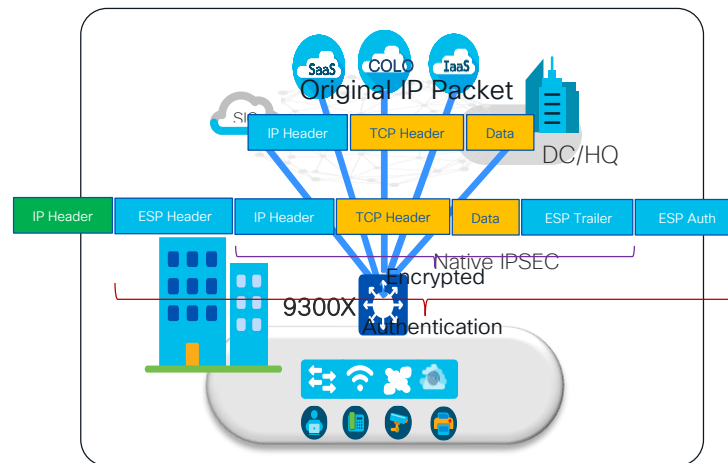 SaaS
COLO
IaaS
Original IP Packet
SIG
IP Header
TCP Header
Data
DC/HQ
IP Header
ESP Header
IP Header
TCP Header
Data
ESP Trailer
ESP Auth
Native IPSEC
Encrypted
9300X
Authentication